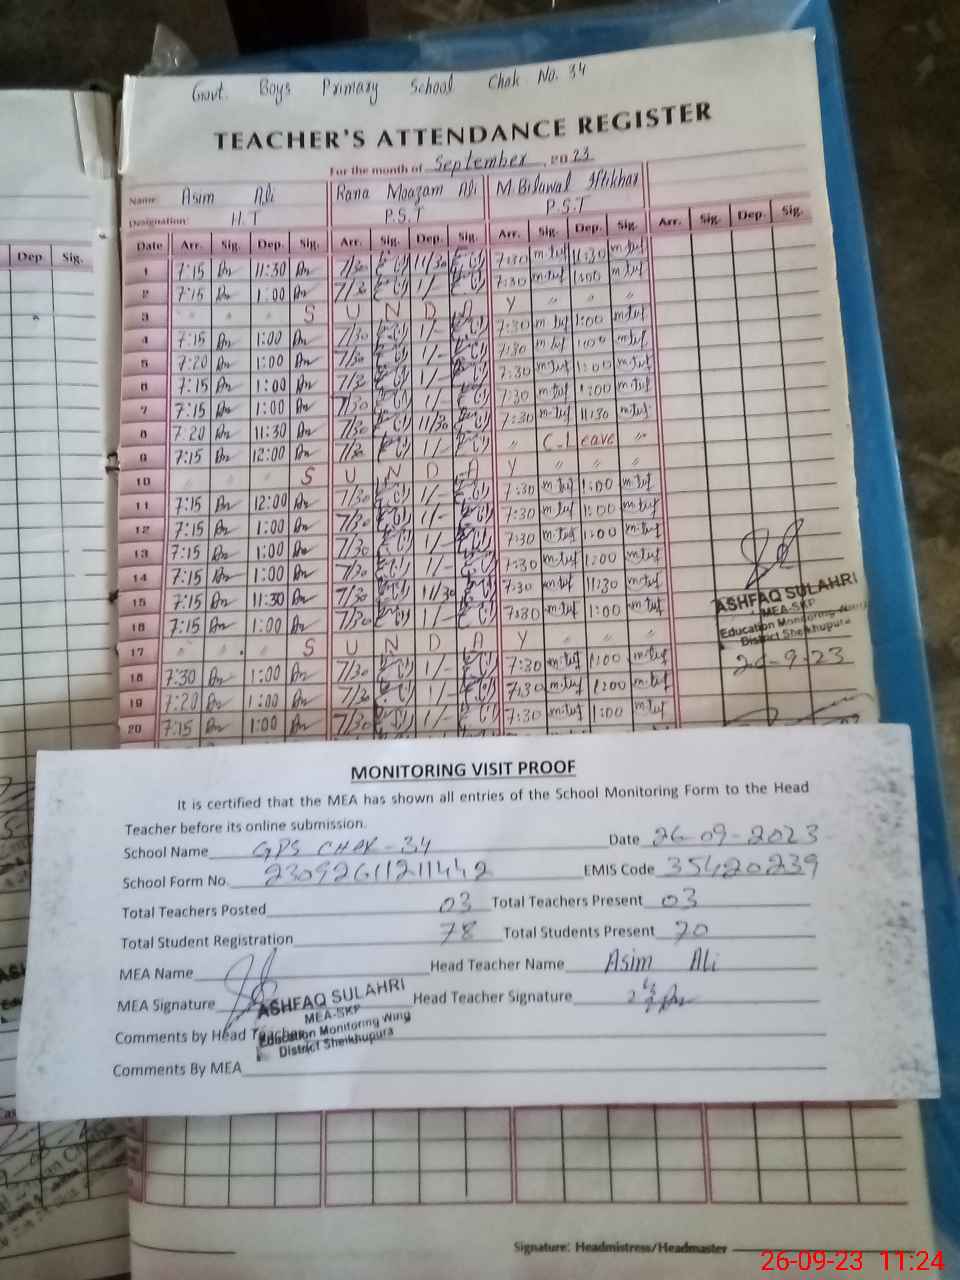 Govt. Boys Primary School Chak No. 34
TEACHER'S ATTENDANCE REGISTER
For the month of September, 2023
Name: Asim Ali Rana Moazam Ali M. Bilawal Iftikhar
Designation: H.T P.S.T P.S.T
Dep. Sig. Date Arr. Sig. Dep. Sig. Arr. Sig. Dep. Sig. Arr. Sig. Dep. Sig. Arr. Sig. Dep. Sig.
1 7:15 11:30 7/30 11/30 7:30 11:30
2 7:15 1:00 7/30 1/- 7:30 1:00
3 " " " S U N D A Y " " "
4 7:15 1:00 7/30 1/- 7:30 1:00
5 7:20 1:00 7/30 1/- 7:30 1:00
6 7:15 1:00 7/30 1/- 7:30 1:00
7 7:15 1:00 7/30 1/- 7:30 1:00
8 7:20 11:30 7/30 11/30 7:30 11:30
9 7:15 12:00 7/30 1/- " C.Leave "
10 " " " S U N D A Y " " "
11 7:15 12:00 7/30 1/- 7:30 1:00
12 7:15 1:00 7/30 1/- 7:30 1:00
13 7:15 1:00 7/30 1/- 7:30 1:00
14 7:15 1:00 7/30 1/- 7:30 1:00
15 7:15 11:30 7/30 11/30 7:30 11:30
16 7:15 1:00 7/30 1/- 7:30 1:00
17 " " " S U N D A Y " " "
18 7:30 1:00 7/30 1/- 7:30 1:00
19 7:20 1:00 7/30 1/- 7:30 1:00
20 7:15 1:00 7/30 1/- 7:30 1:00
ASHFAQ SULAHRI
MEA-SKP
Education Monitoring Wing
District Sheikhupura
26-9-23
MONITORING VISIT PROOF
It is certified that the MEA has shown all entries of the School Monitoring Form to the Head
Teacher before its online submission.
School Name GPS CHAK-34 Date 26-09-2023
School Form No. 23092611211442 EMIS Code 35420239
Total Teachers Posted 03 Total Teachers Present 03
Total Student Registration 78 Total Students Present 70
MEA Name Head Teacher Name Asim Ali
MEA Signature Head Teacher Signature
ASHFAQ SULAHRI
MEA-SKP
Education Monitoring Wing
District Sheikhupura
Comments by Head Teacher
Comments By MEA
Signature: Headmistress/Headmaster
26-09-23 11:24